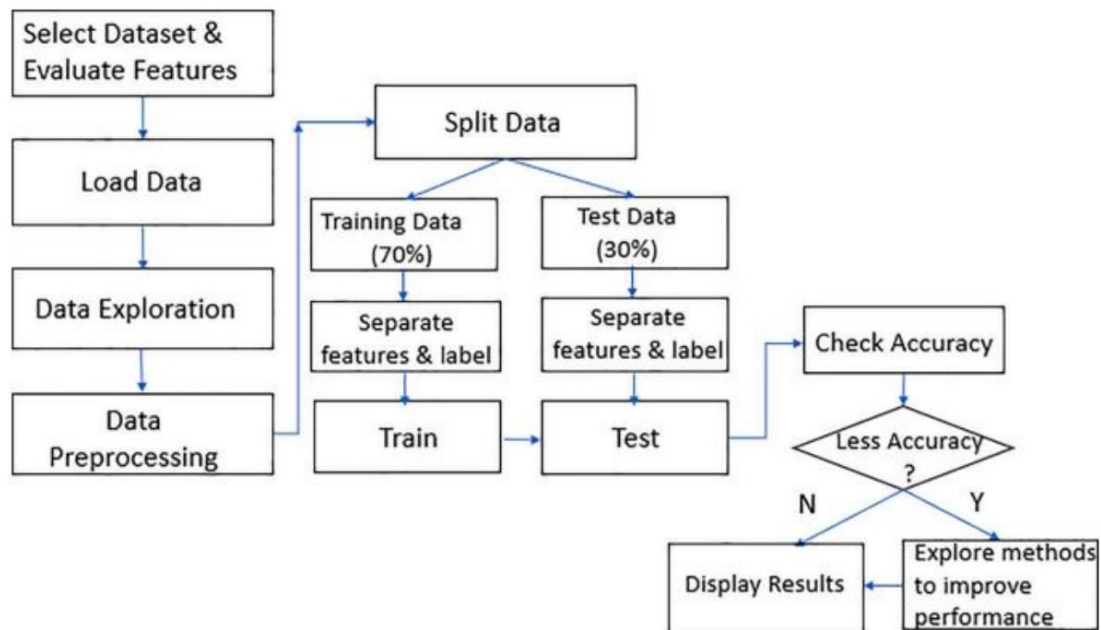 Select Dataset &
Evaluate Features
Load Data
Data Exploration
Data
Preprocessing
Split Data
Training Data
(70%)
Separate
features & label
Train
Test Data
(30%)
Separate
features & label
Test
Check Accuracy
Less Accuracy
?
N
Y
Display Results
Explore methods
to improve
performance